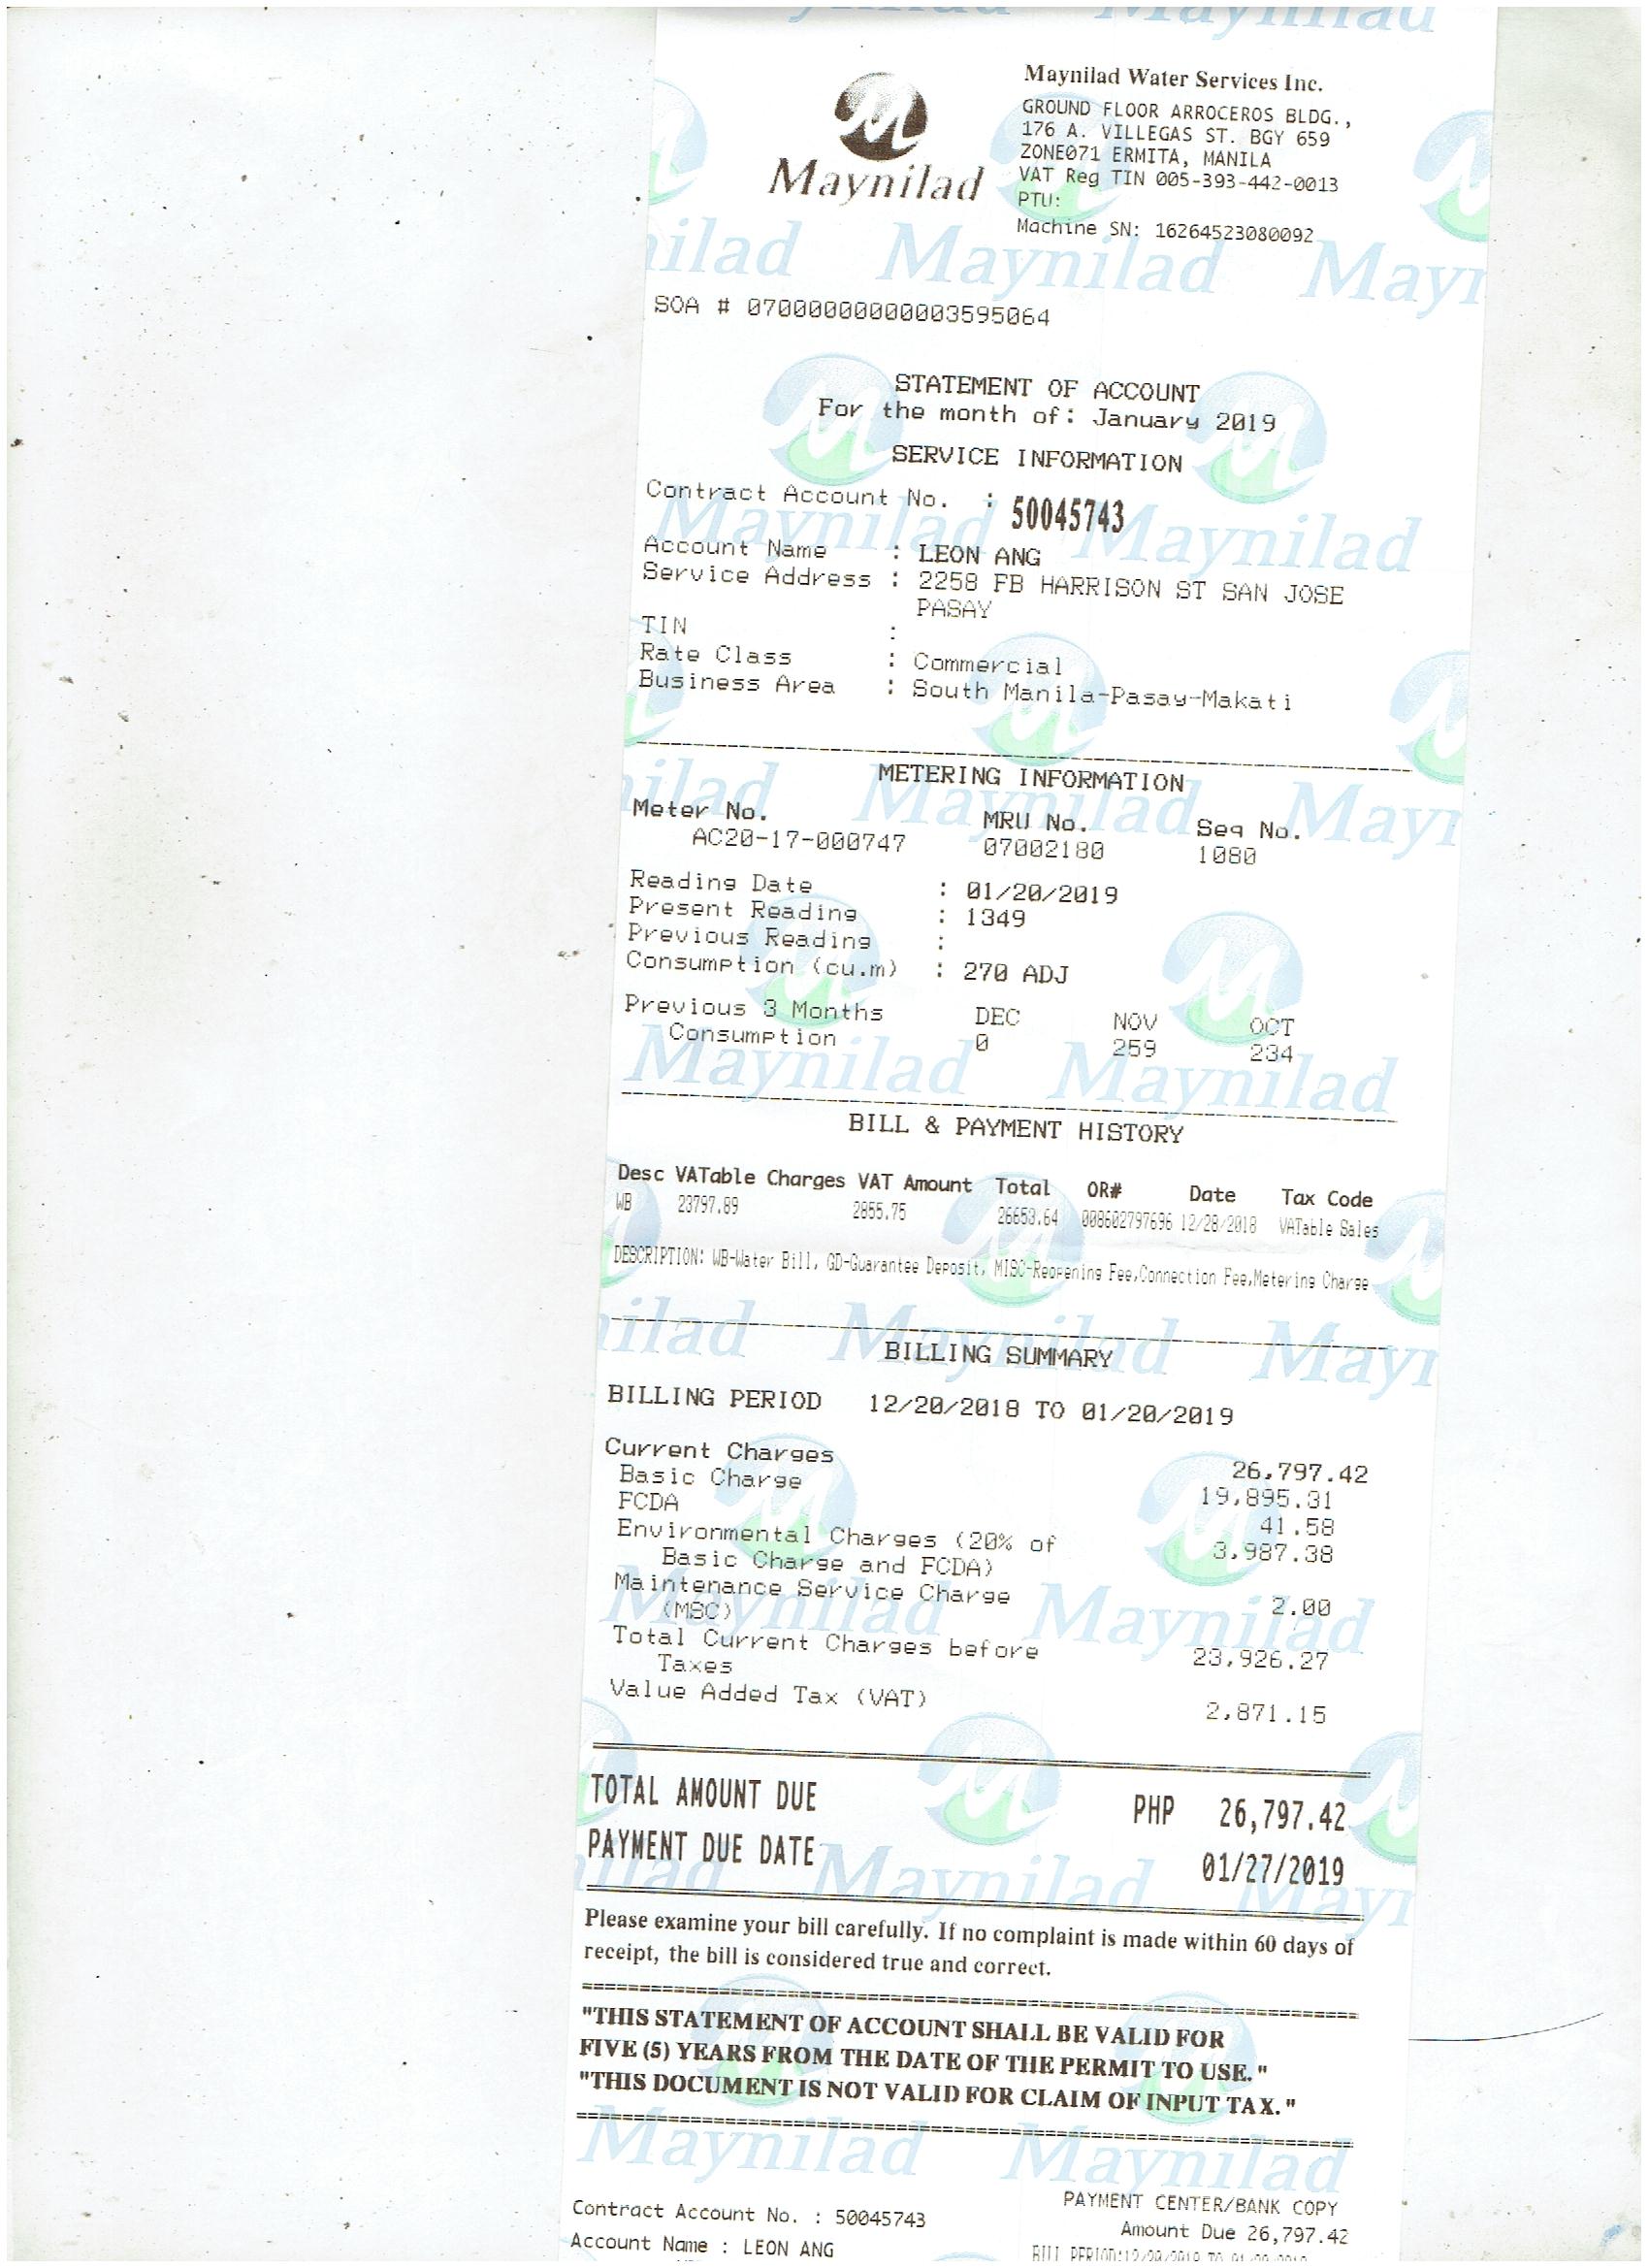 Maynilad
Maynilad Water Services Inc.
GROUND FLOOR ARROCEROS BLDG.,
176 A. VILLEGAS ST. BGY 659
ZONE071 ERMITA, MANILA
VAT Reg TIN 005-393-442-0013
PTU:
Machine SN: 16264523080092
SOA # 07000000000003595064
STATEMENT OF ACCOUNT
For the month of: January 2019
SERVICE INFORMATION
Contract Account No. : 50045743
Account Name : LEON ANG
Service Address : 2258 FB HARRISON ST SAN JOSE
PASAY
TIN :
Rate Class : Commercial
Business Area : South Manila-Pasay-Makati
METERING INFORMATION
Meter No. MRU No. Seq No.
AC20-17-000747 07002180 1080
Reading Date : 01/20/2019
Present Reading : 1349
Previous Reading :
Consumption (cu.m) : 270 ADJ
Previous 3 Months DEC NOV OCT
Consumption 0 259 234
BILL & PAYMENT HISTORY
Desc VATable Charges VAT Amount Total OR# Date Tax Code
WB 23797.89 2855.75 26653.64 008602797696 12/28/2018 VATable Sales
DESCRIPTION: WB-Water Bill, GD-Guarantee Deposit, MISC-Reopening Fee,Connection Fee,Metering Charge
BILLING SUMMARY
BILLING PERIOD 12/20/2018 TO 01/20/2019
Current Charges 26,797.42
Basic Charge 19,895.31
FCDA 41.58
Environmental Charges (20% of 3,987.38
Basic Charge and FCDA)
Maintenance Service Charge 2.00
(MSC)
Total Current Charges before 23,926.27
Taxes
Value Added Tax (VAT) 2,871.15
TOTAL AMOUNT DUE PHP 26,797.42
PAYMENT DUE DATE 01/27/2019
Please examine your bill carefully. If no complaint is made within 60 days of
receipt, the bill is considered true and correct.
"THIS STATEMENT OF ACCOUNT SHALL BE VALID FOR
FIVE (5) YEARS FROM THE DATE OF THE PERMIT TO USE."
"THIS DOCUMENT IS NOT VALID FOR CLAIM OF INPUT TAX."
PAYMENT CENTER/BANK COPY
Contract Account No. : 50045743
Amount Due 26,797.42
Account Name : LEON ANG
BILL PERIOD:12/20/2018 TO